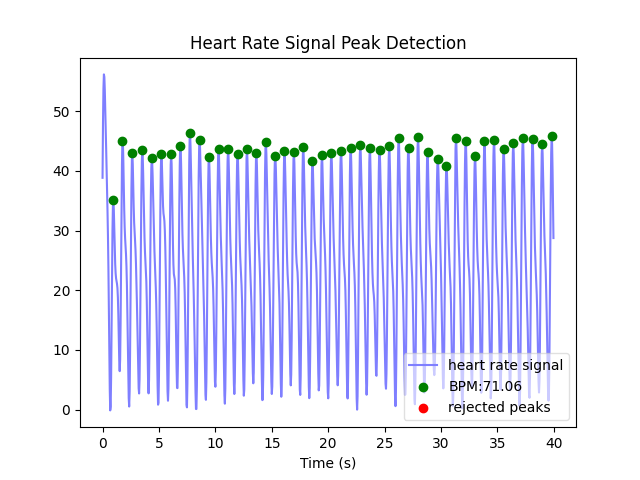 Heart Rate Signal Peak Detection
50
40
30
20
10
0
heart rate signal
BPM:71.06
rejected peaks
0 5 10 15 20 25 30 35 40
Time (s)